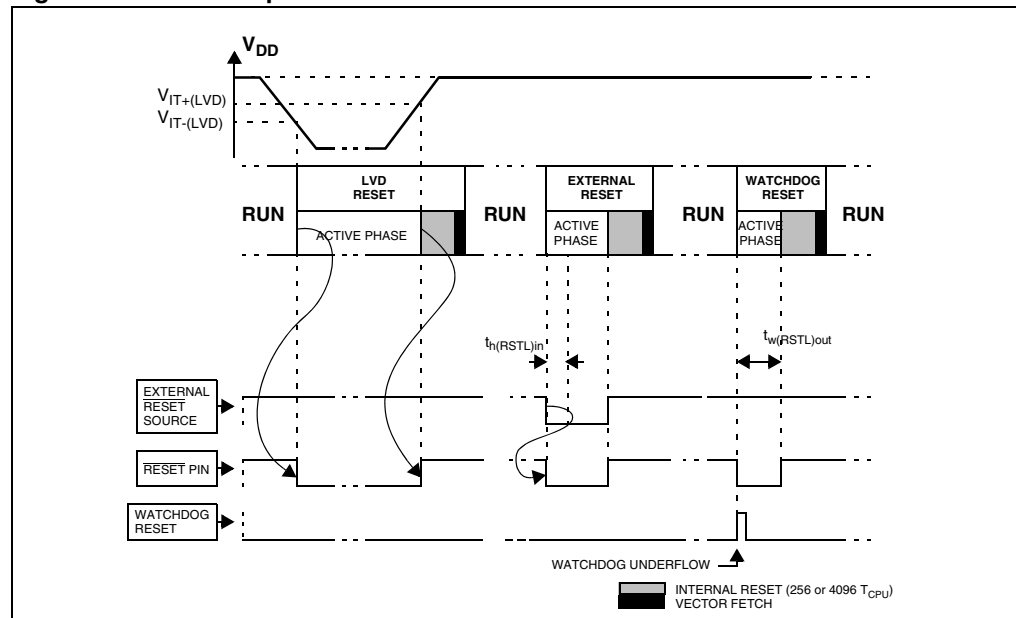 V_DD
V_IT+(LVD)
V_IT-(LVD)
LVD
RESET
EXTERNAL
RESET
WATCHDOG
RESET
RUN
RUN
RUN
RUN
ACTIVE PHASE
ACTIVE
PHASE
ACTIVE
PHASE
t_h(RSTL)in
t_w(RSTL)out
EXTERNAL
RESET
SOURCE
RESET PIN
WATCHDOG
RESET
WATCHDOG UNDERFLOW
INTERNAL RESET (256 or 4096 T_CPU)
VECTOR FETCH